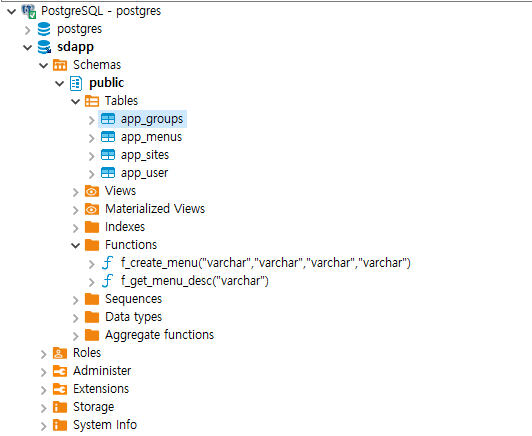 PostgreSQL - postgres
postgres
sdapp
Schemas
public
Tables
app_groups
app_menus
app_sites
app_user
Views
Materialized Views
Indexes
Functions
f_create_menu("varchar","varchar","varchar","varchar")
f_get_menu_desc("varchar")
Sequences
Data types
Aggregate functions
Roles
Administer
Extensions
Storage
System Info